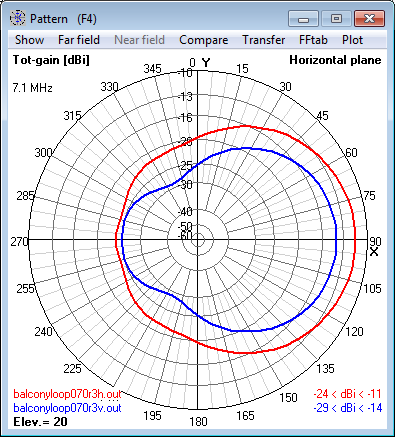 Pattern (F4)
Show Far field Near field Compare Transfer FFtab Plot
Tot-gain [dBi]
0 Y
Horizontal plane
7.1 MHz
345
-10
15
330
30
315
-13
45
300
-16
60
-20
285
-25
75
-30
-40
-50
-60
270
90
X
255
105
240
120
225
135
210
150
195
180
165
balconyloop070r3h.out
-24 < dBi < -11
balconyloop070r3v.out
-29 < dBi < -14
Elev.= 20